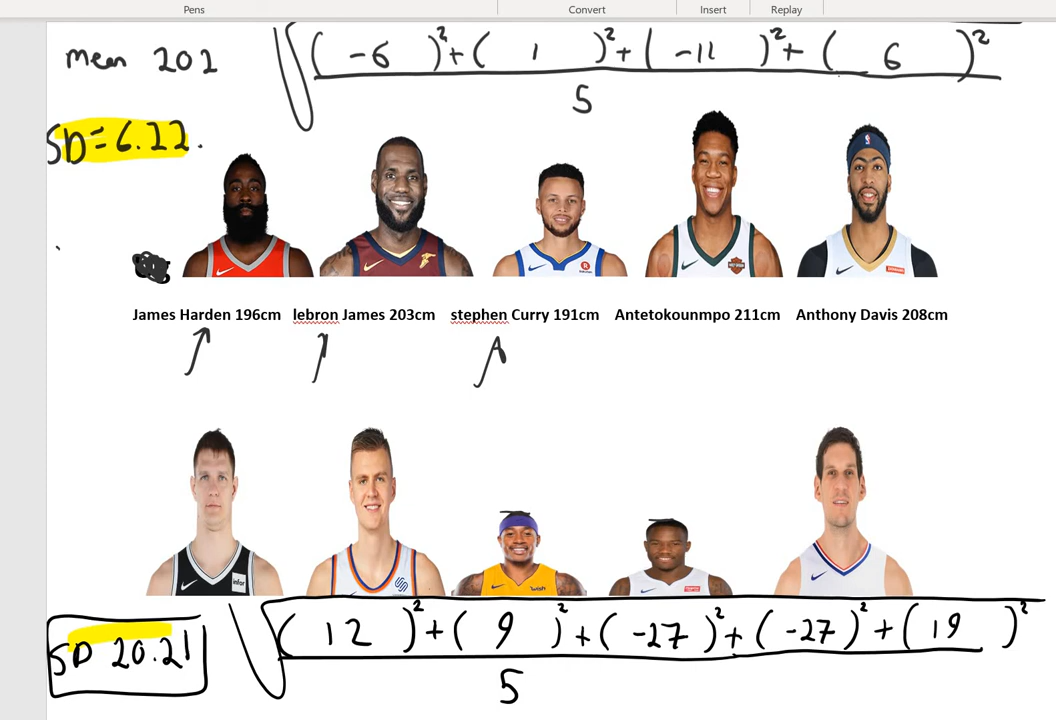 Pens Convert Insert Replay
mean 202 √( -6 )²+( 1 )²+( -11 )²+( 6 )²
5
SD=6.22.
James Harden 196cm lebron James 203cm stephen Curry 191cm Antetokounmpo 211cm Anthony Davis 208cm
infor
wish
SD 20.21 √( 12 )²+( 9 )²+( -27 )²+( -27 )²+( 19 )²
5